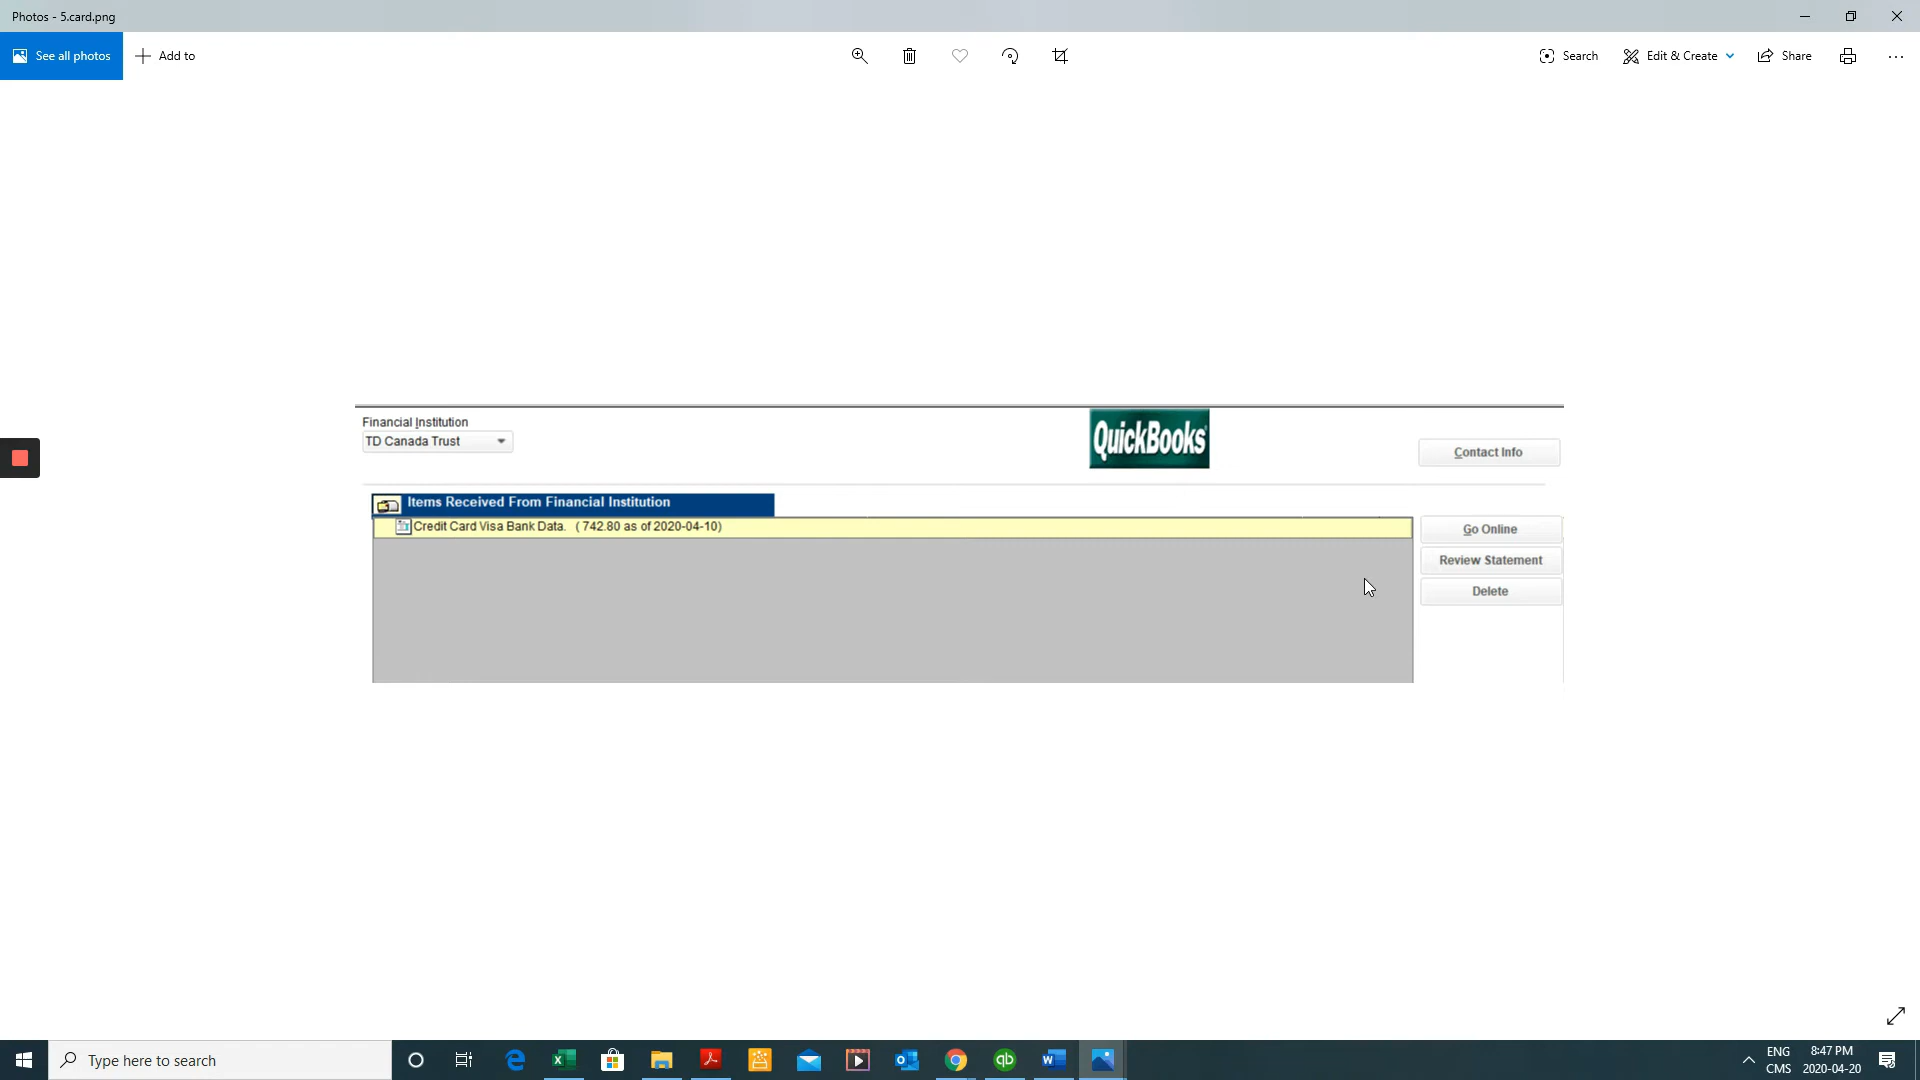 Photos - 5.card.png
See all photos
Add to
Search
Edit & Create
Share
Financial Institution
TD Canada Trust
QuickBooks
Contact Info
Items Received From Financial Institution
Credit Card Visa Bank Data. ( 742.80 as of 2020-04-10)
Go Online
Review Statement
Delete
Type here to search
ENG
CMS
8:47 PM
2020-04-20